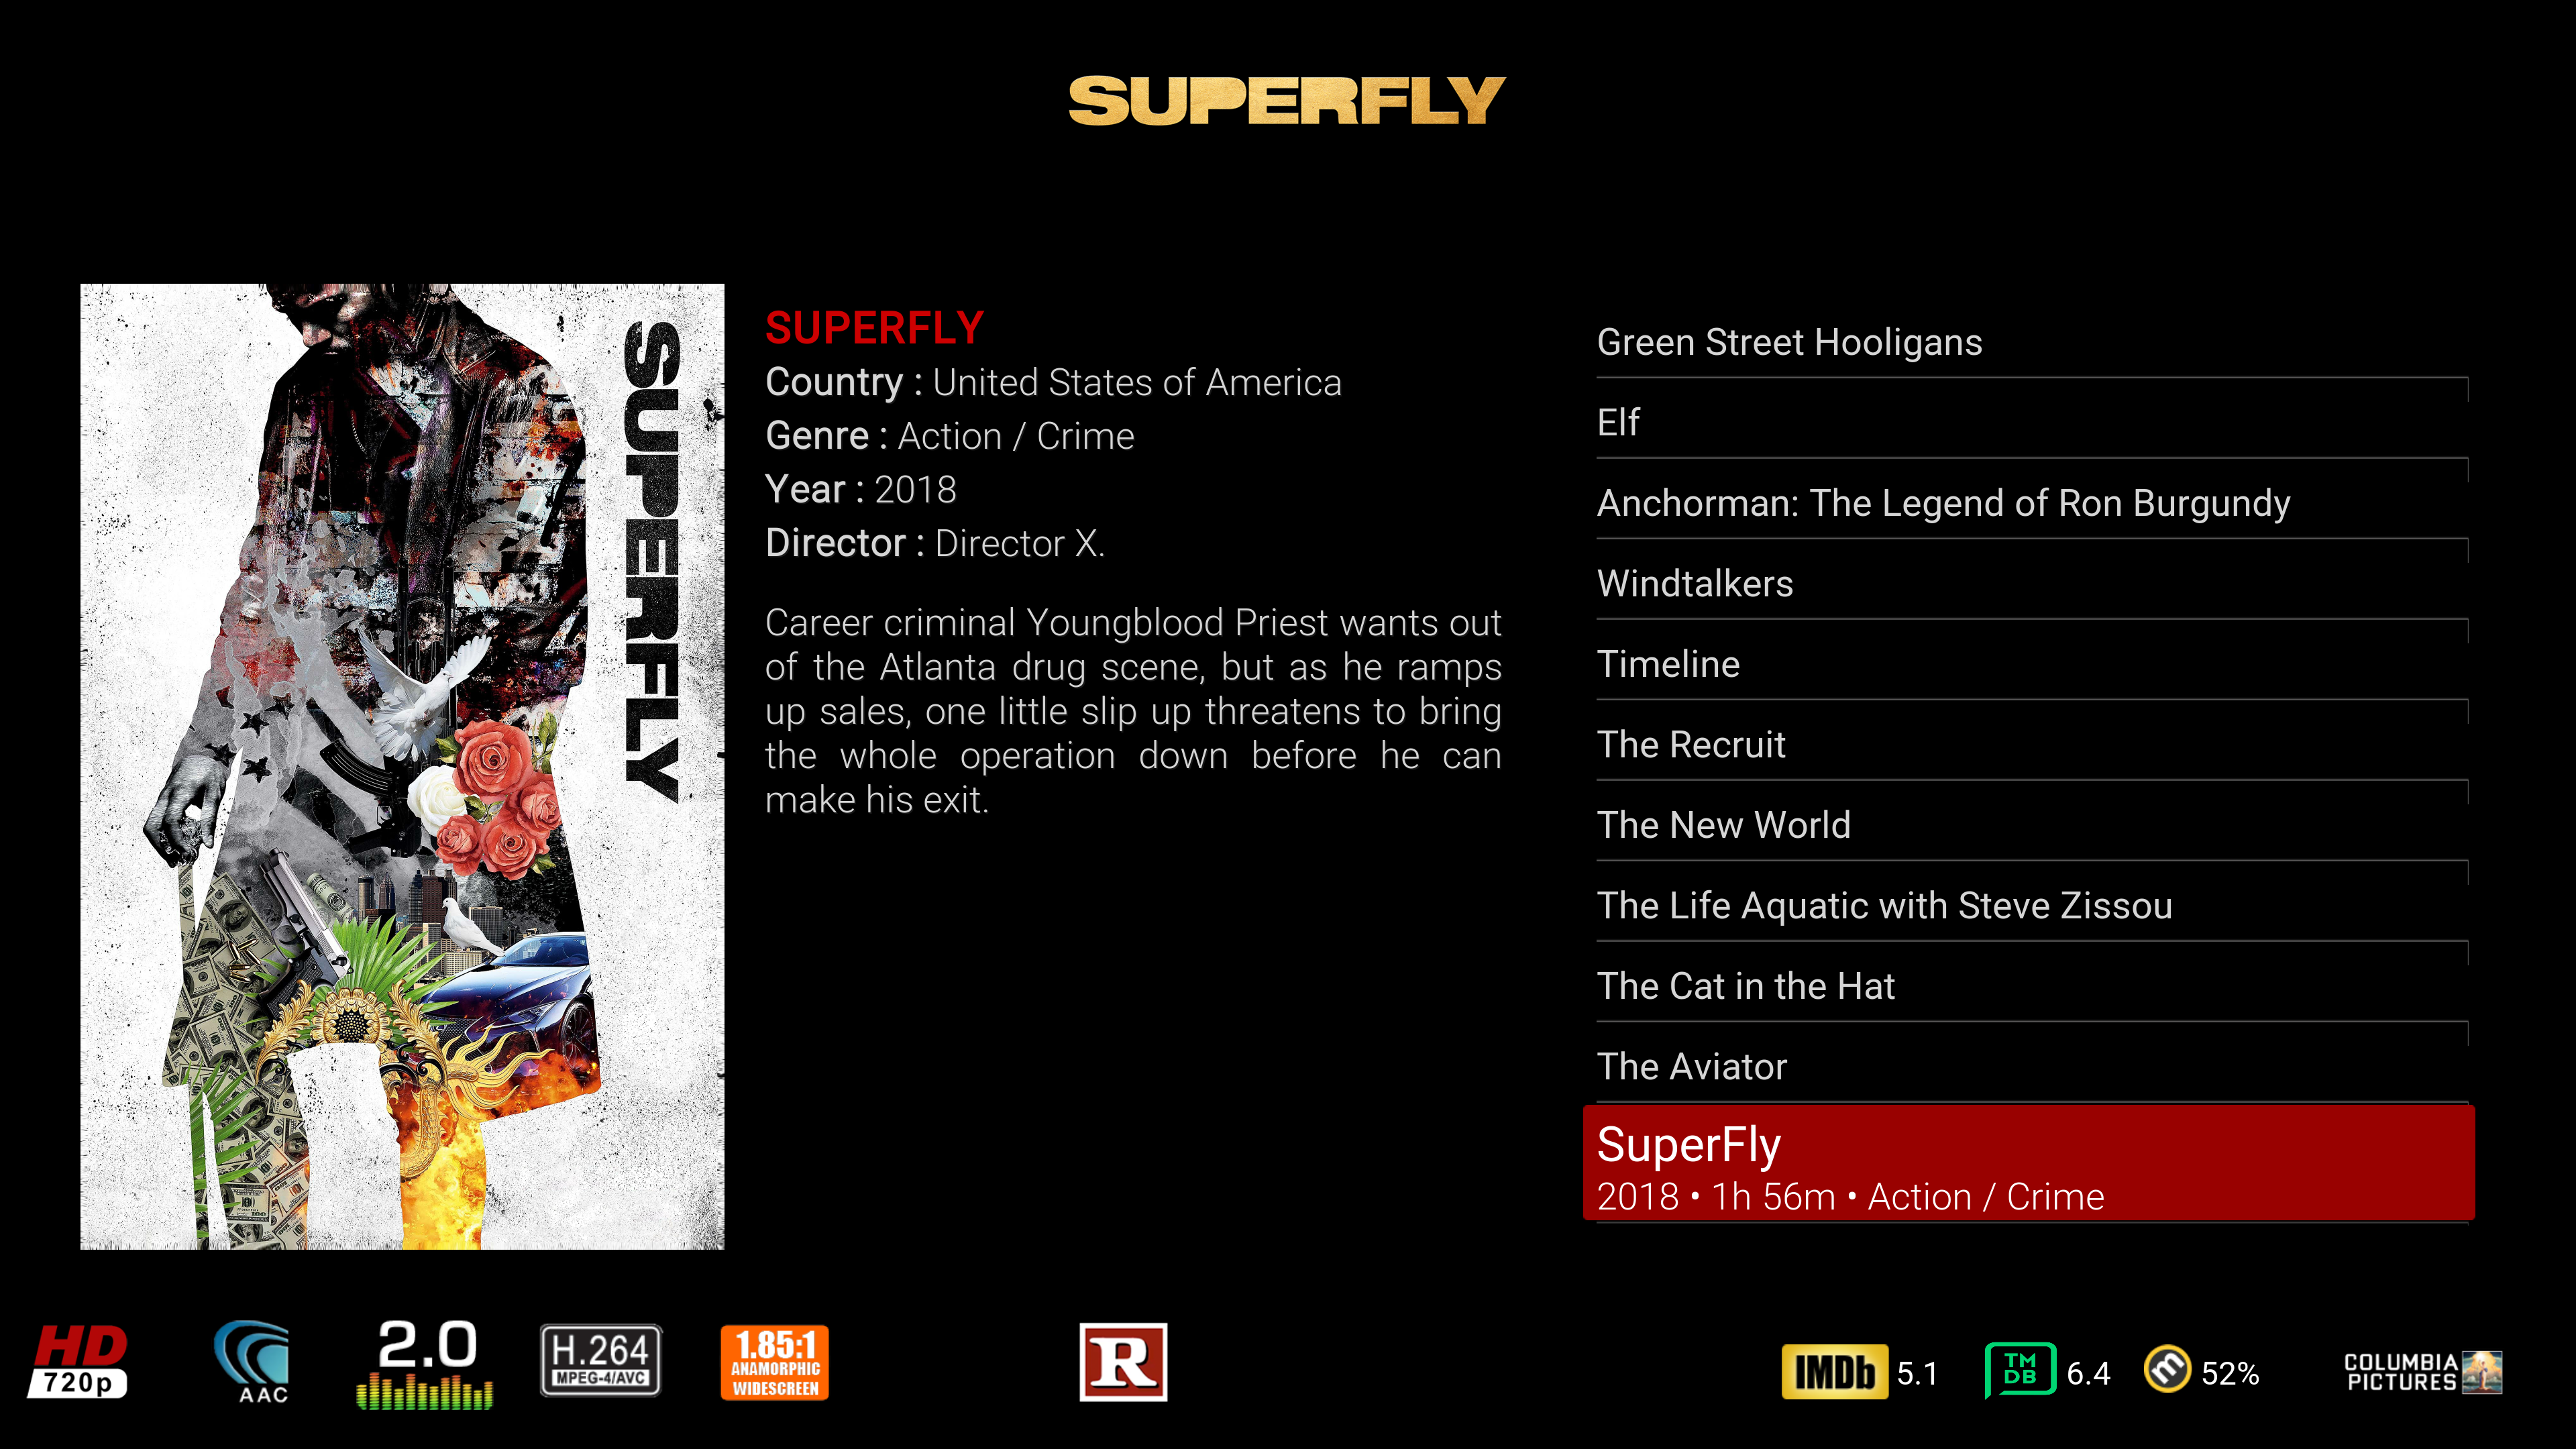 SUPERFLY
SUPERFLY
SUPERFLY
Country : United States of America
Genre : Action / Crime
Year : 2018
Director : Director X.
Career criminal Youngblood Priest wants out
of the Atlanta drug scene, but as he ramps
up sales, one little slip up threatens to bring
the whole operation down before he can
make his exit.
Green Street Hooligans
Elf
Anchorman: The Legend of Ron Burgundy
Windtalkers
Timeline
The Recruit
The New World
The Life Aquatic with Steve Zissou
The Cat in the Hat
The Aviator
SuperFly
2018 • 1h 56m • Action / Crime
HD
720p
AAC
2.0
H.264
MPEG-4/AVC
1.85:1
ANAMORPHIC
WIDESCREEN
R
IMDb 5.1
TM
DB 6.4
m 52%
COLUMBIA
PICTURES